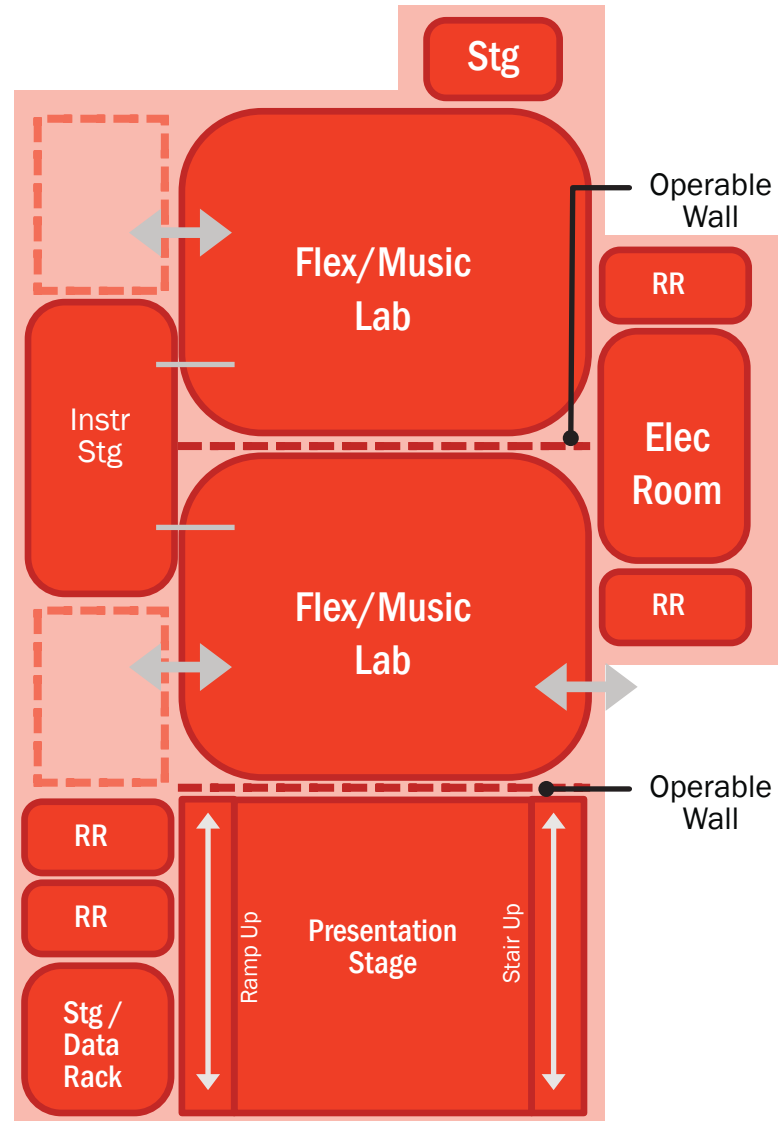 Stg
Operable
Wall
Flex/Music
Lab
RR
Instr
Stg
Elec
Room
Flex/Music
Lab
RR
Operable
Wall
RR
RR
Ramp Up
Presentation
Stage
Stair Up
Stg /
Data
Rack